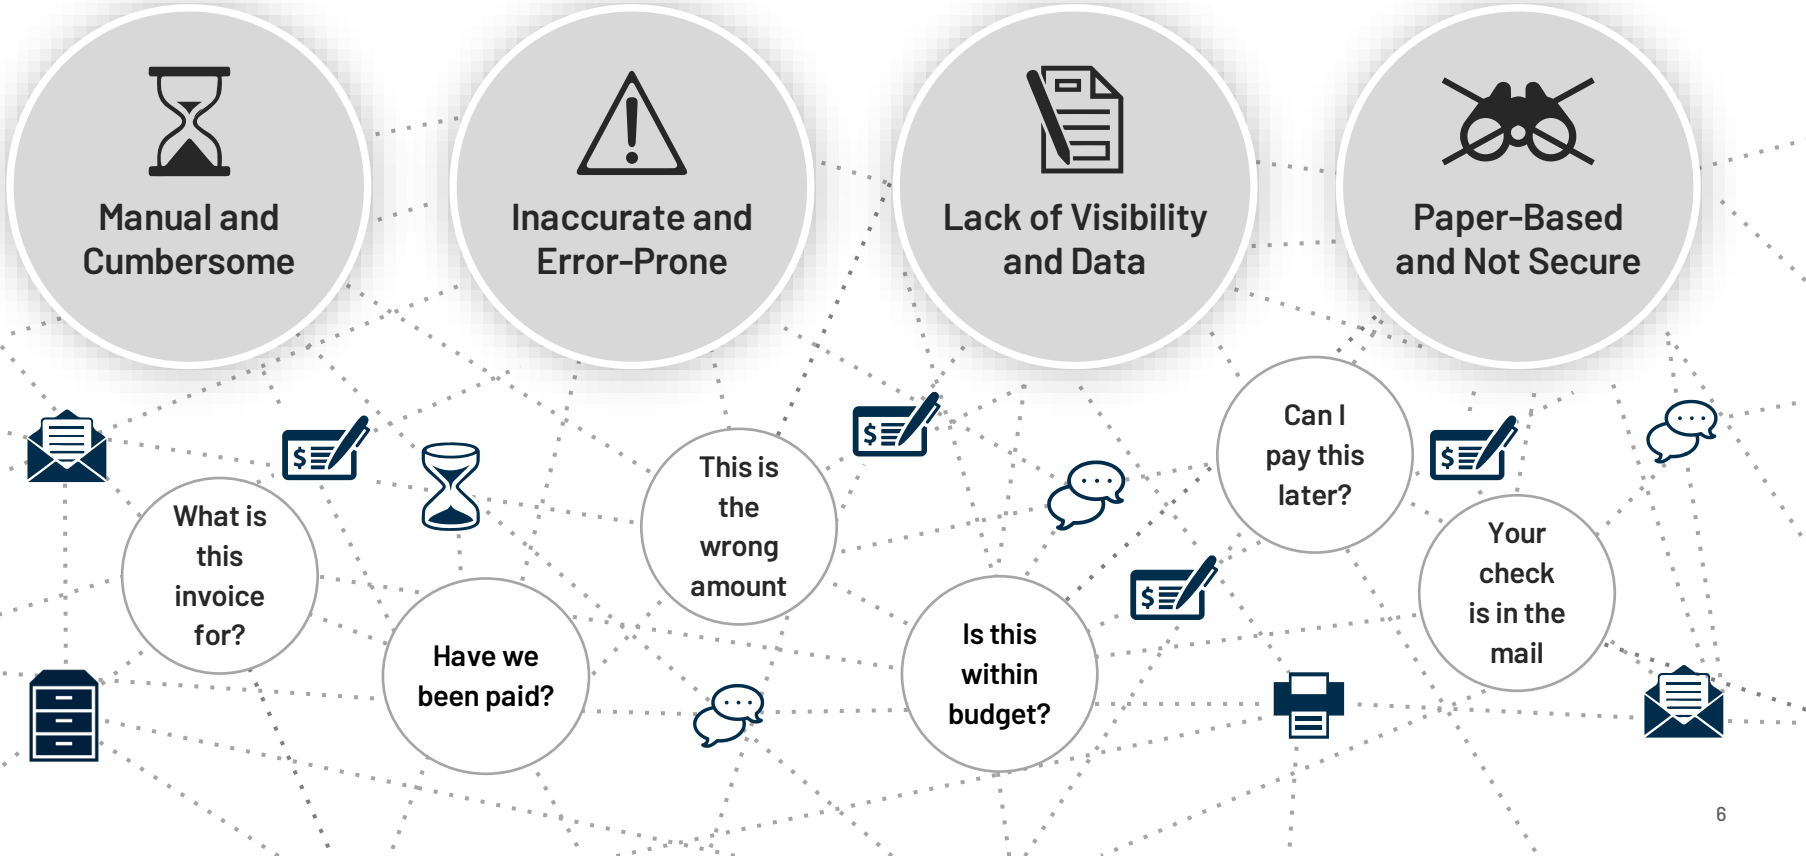 Manual and
Cumbersome
Inaccurate and
Error-Prone
Lack of Visibility
and Data
Paper-Based
and Not Secure
What is
this
invoice
for?
Have we
been paid?
This is
the
wrong
amount
Is this
within
budget?
Can I
pay this
later?
Your
check
is in the
mail
$
$
$
$
6